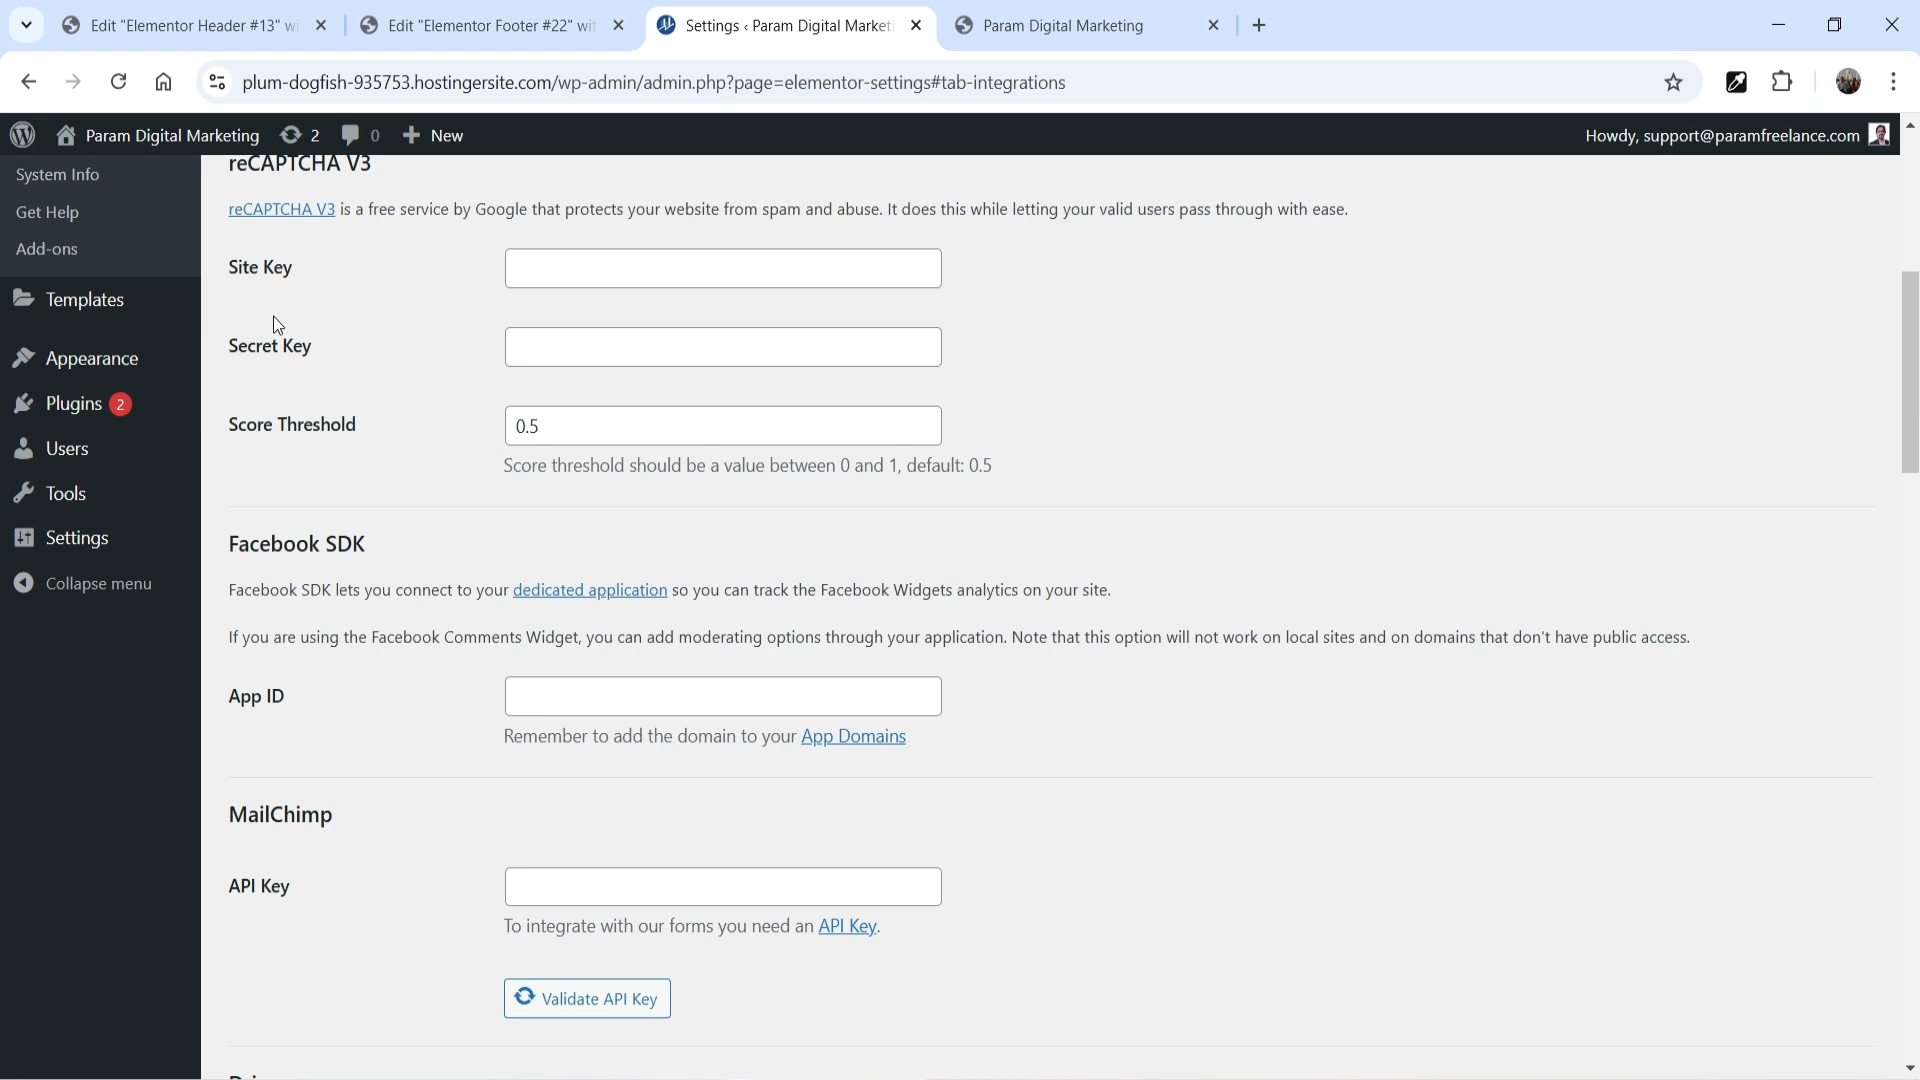 Edit "Elementor Header #13" wi
Edit "Elementor Footer #22" wit
Settings ‹ Param Digital Market
Param Digital Marketing
plum-dogfish-935753.hostingersite.com/wp-admin/admin.php?page=elementor-settings#tab-integrations
Param Digital Marketing
2
0
New
Howdy, support@paramfreelance.com
System Info
Get Help
Add-ons
Templates
Appearance
Plugins 2
Users
Tools
Settings
Collapse menu
reCAPTCHA V3
reCAPTCHA V3 is a free service by Google that protects your website from spam and abuse. It does this while letting your valid users pass through with ease.
Site Key
Secret Key
Score Threshold
0.5
Score threshold should be a value between 0 and 1, default: 0.5
Facebook SDK
Facebook SDK lets you connect to your dedicated application so you can track the Facebook Widgets analytics on your site.
If you are using the Facebook Comments Widget, you can add moderating options through your application. Note that this option will not work on local sites and on domains that don't have public access.
App ID
Remember to add the domain to your App Domains
MailChimp
API Key
To integrate with our forms you need an API Key.
Validate API Key